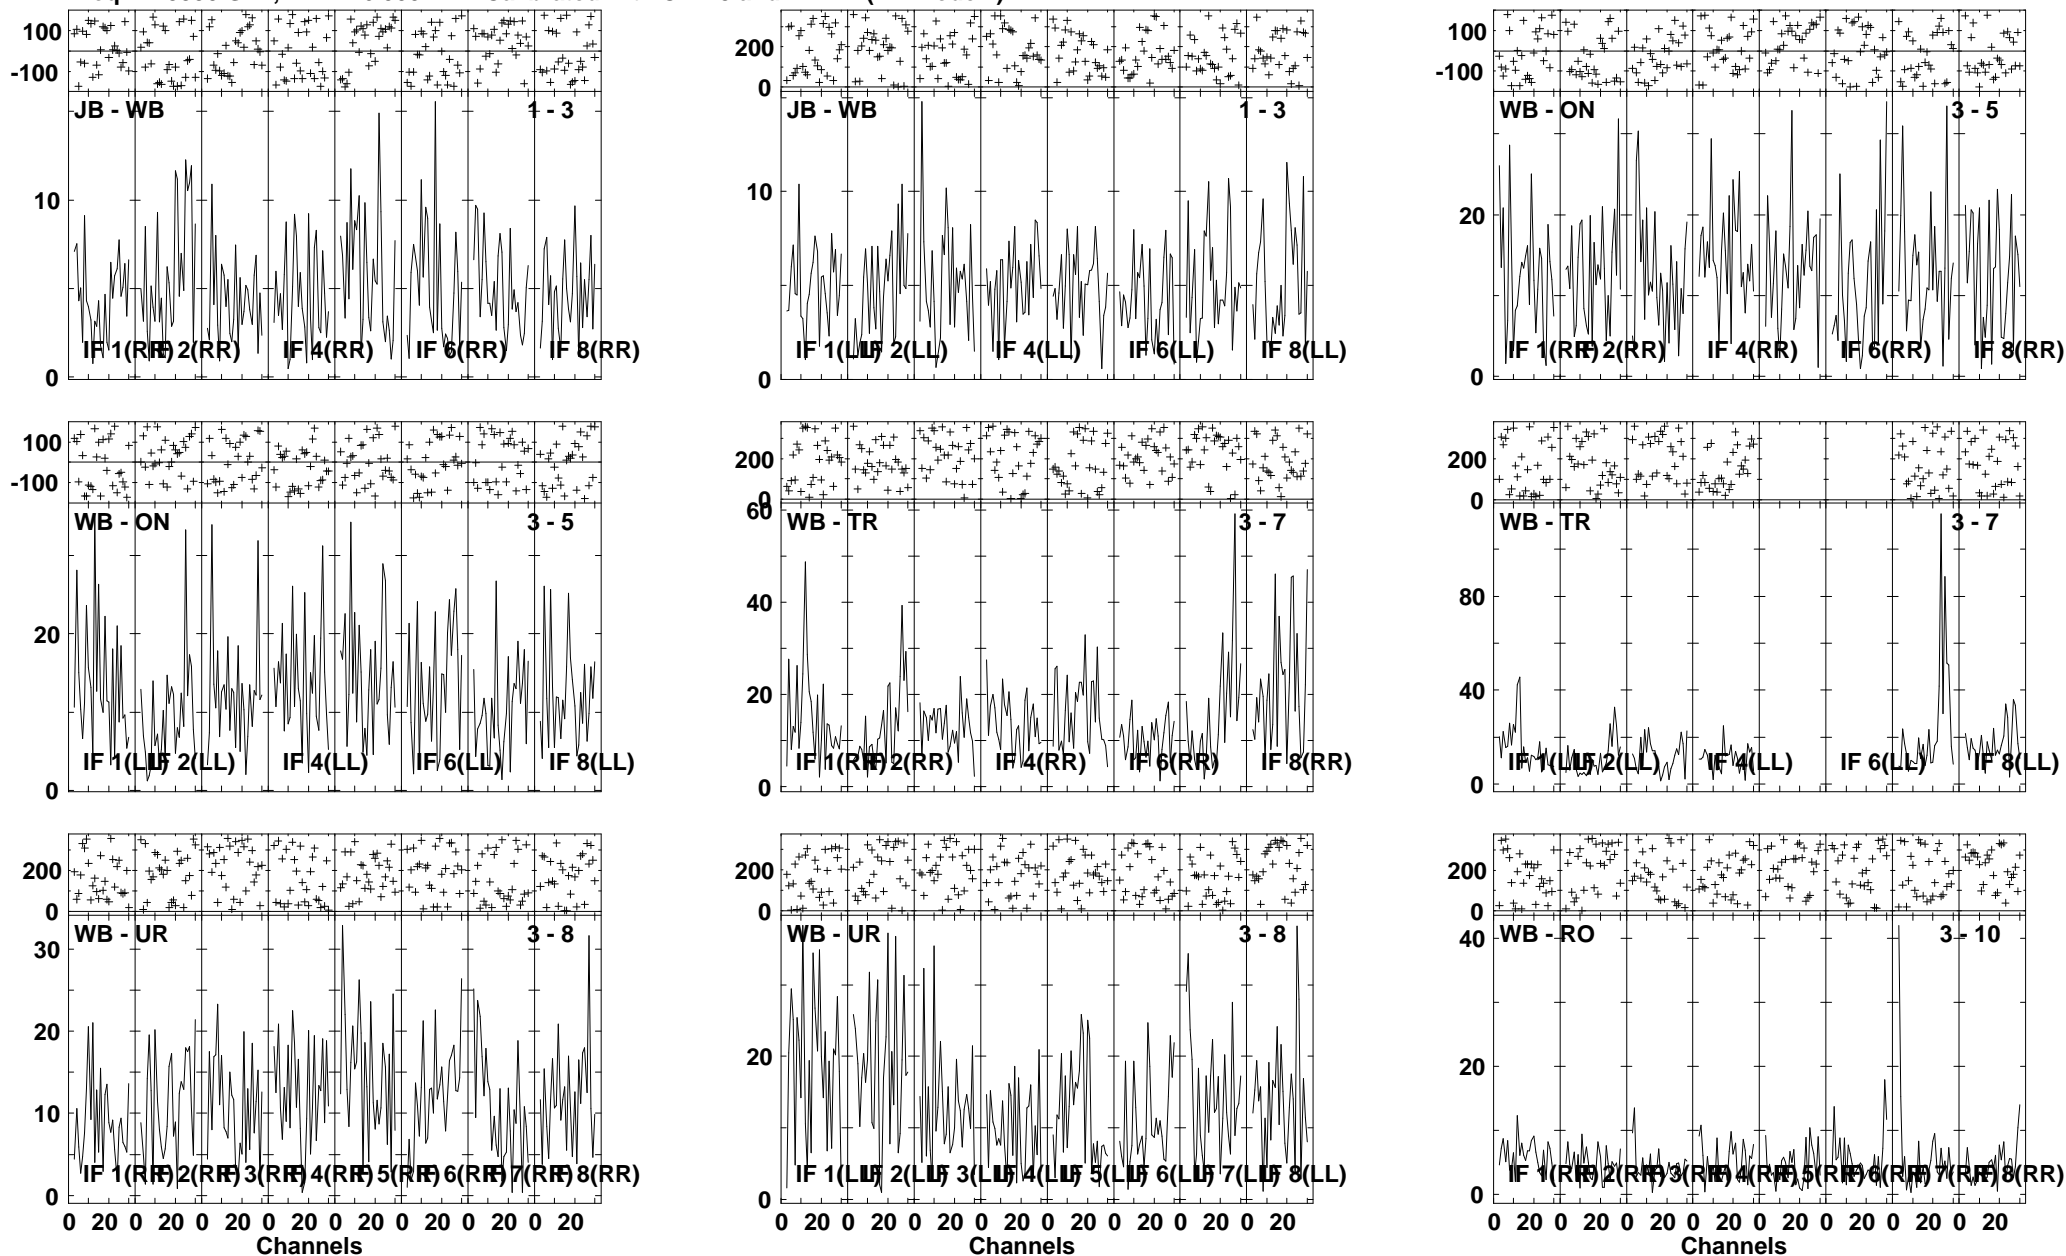 100
-100
JB - WB 1 - 3
10
0
IF 1(RR) IF 2(RR) IF 4(RR) IF 6(RR) IF 8(RR)
200
0
JB - WB 1 - 3
10
0
IF 1(LL) IF 2(LL) IF 4(LL) IF 6(LL) IF 8(LL)
100
-100
WB - ON 3 - 5
20
0
IF 1(RR) IF 2(RR) IF 4(RR) IF 6(RR) IF 8(RR)
100
-100
WB - ON 3 - 5
20
0
IF 1(LL) IF 2(LL) IF 4(LL) IF 6(LL) IF 8(LL)
200
0
60
WB - TR 3 - 7
40
20
0
IF 1(RR) IF 2(RR) IF 4(RR) IF 6(RR) IF 8(RR)
200
0
WB - TR 3 - 7
80
40
0
IF 1(LL) IF 2(LL) IF 4(LL) IF 6(LL) IF 8(LL)
200
0
WB - UR 3 - 8
30
20
10
0
IF 1(RR) IF 2(RR) IF 3(RR) IF 4(RR) IF 5(RR) IF 6(RR) IF 7(RR) IF 8(RR)
0 20 0 20 0 20 0 20 0 20 0 20 0 20 0 20
Channels
200
0
WB - UR 3 - 8
20
0
IF 1(LL) IF 2(LL) IF 3(LL) IF 4(LL) IF 5(LL) IF 6(LL) IF 7(LL) IF 8(LL)
0 20 0 20 0 20 0 20 0 20 0 20 0 20 0 20
Channels
200
0
WB - RO 3 - 10
40
20
0
IF 1(RR) IF 2(RR) IF 3(RR) IF 4(RR) IF 5(RR) IF 6(RR) IF 7(RR) IF 8(RR)
0 20 0 20 0 20 0 20 0 20 0 20 0 20 0 20
Channels